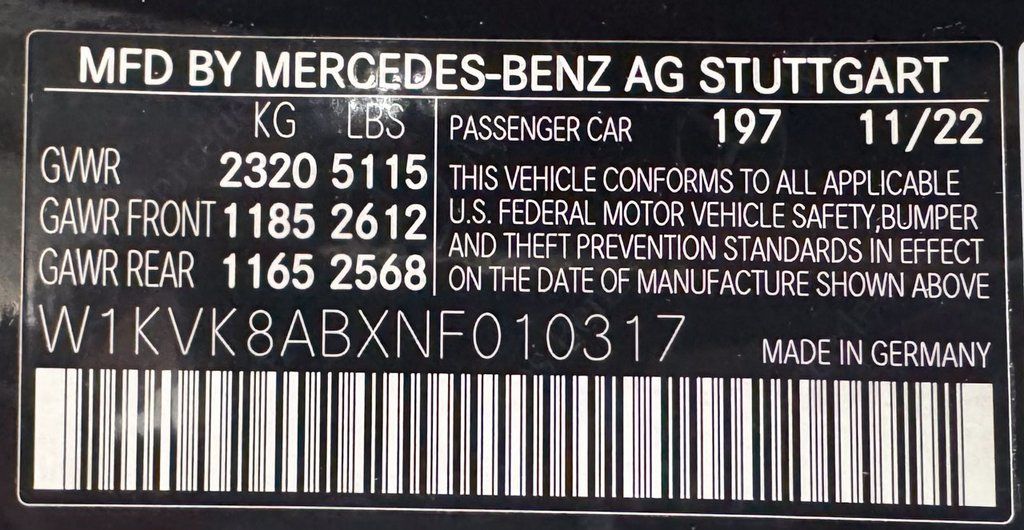 MFD BY MERCEDES-BENZ AG STUTTGART
KG LBS
GVWR 2320 5115
GAWR FRONT 1185 2612
GAWR REAR 1165 2568
PASSENGER CAR 197 11/22
THIS VEHICLE CONFORMS TO ALL APPLICABLE
U.S. FEDERAL MOTOR VEHICLE SAFETY,BUMPER
AND THEFT PREVENTION STANDARDS IN EFFECT
ON THE DATE OF MANUFACTURE SHOWN ABOVE
W1KVK8ABXNF010317
MADE IN GERMANY